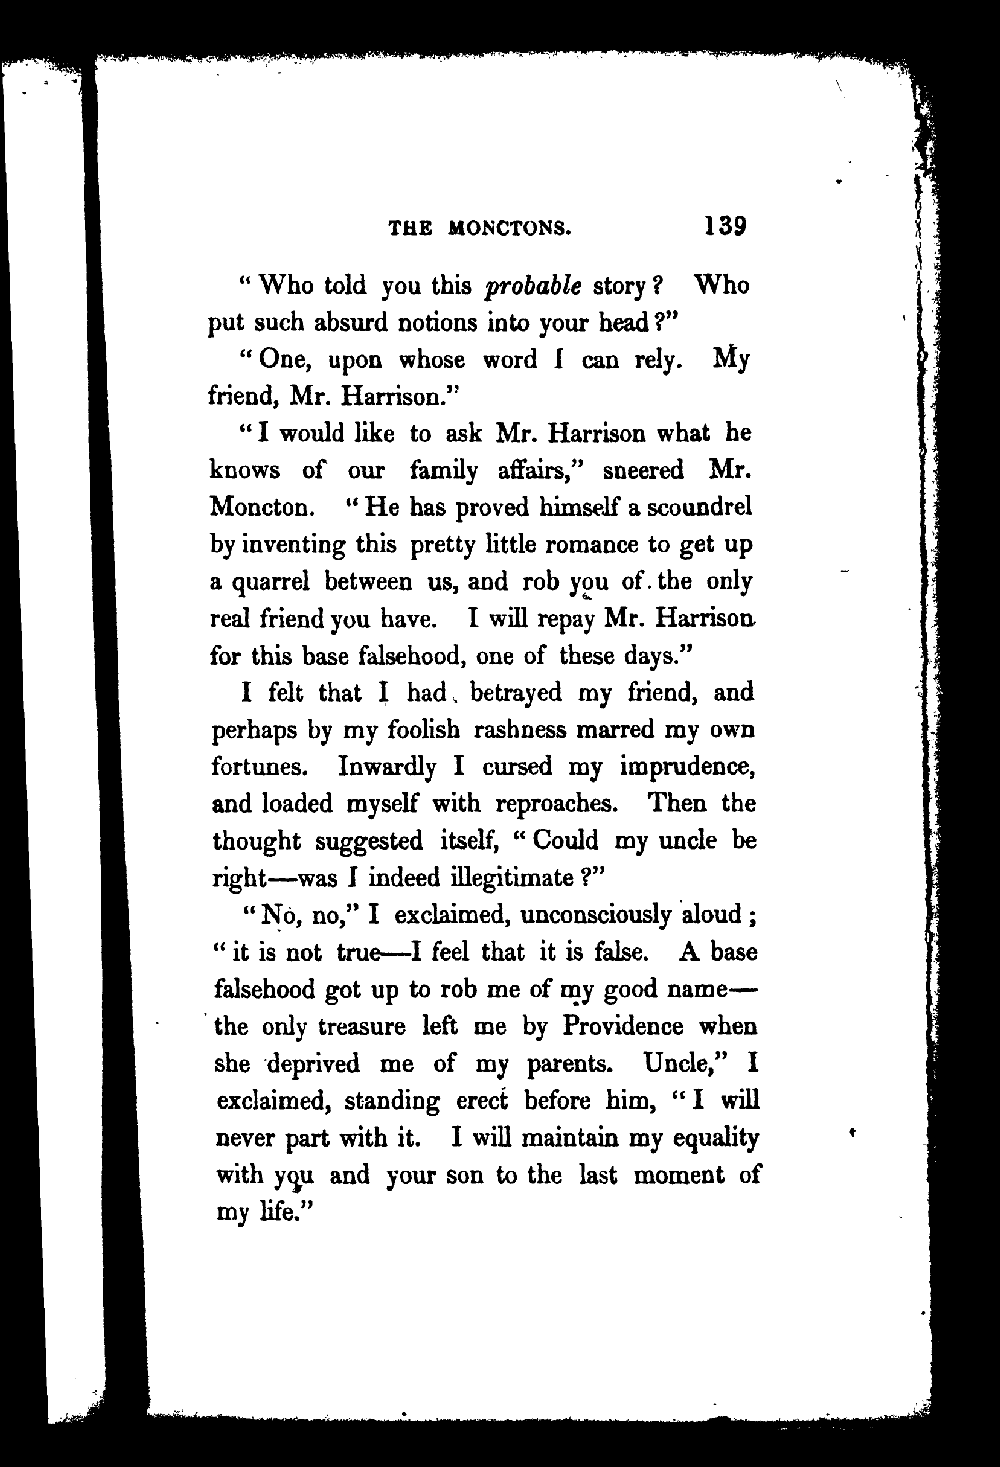 THE MONCTONS. 139
“Who told you this probable story? Who
put such absurd notions into your head?”
“One, upon whose word I can rely. My
friend, Mr. Harrison.”
“I would like to ask Mr. Harrison what he
knows of our family affairs,” sneered Mr.
Moncton. “He has proved himself a scoundrel
by inventing this pretty little romance to get up
a quarrel between us, and rob you of the only
real friend you have. I will repay Mr. Harrison
for this base falsehood, one of these days.”
I felt that I had betrayed my friend, and
perhaps by my foolish rashness marred my own
fortunes. Inwardly I cursed my imprudence,
and loaded myself with reproaches. Then the
thought suggested itself, “Could my uncle be
right—was I indeed illegitimate?”
“No, no,” I exclaimed, unconsciously aloud;
“it is not true—I feel that it is false. A base
falsehood got up to rob me of my good name—
the only treasure left me by Providence when
she deprived me of my parents. Uncle,” I
exclaimed, standing erect before him, “I will
never part with it. I will maintain my equality
with you and your son to the last moment of
my life.”